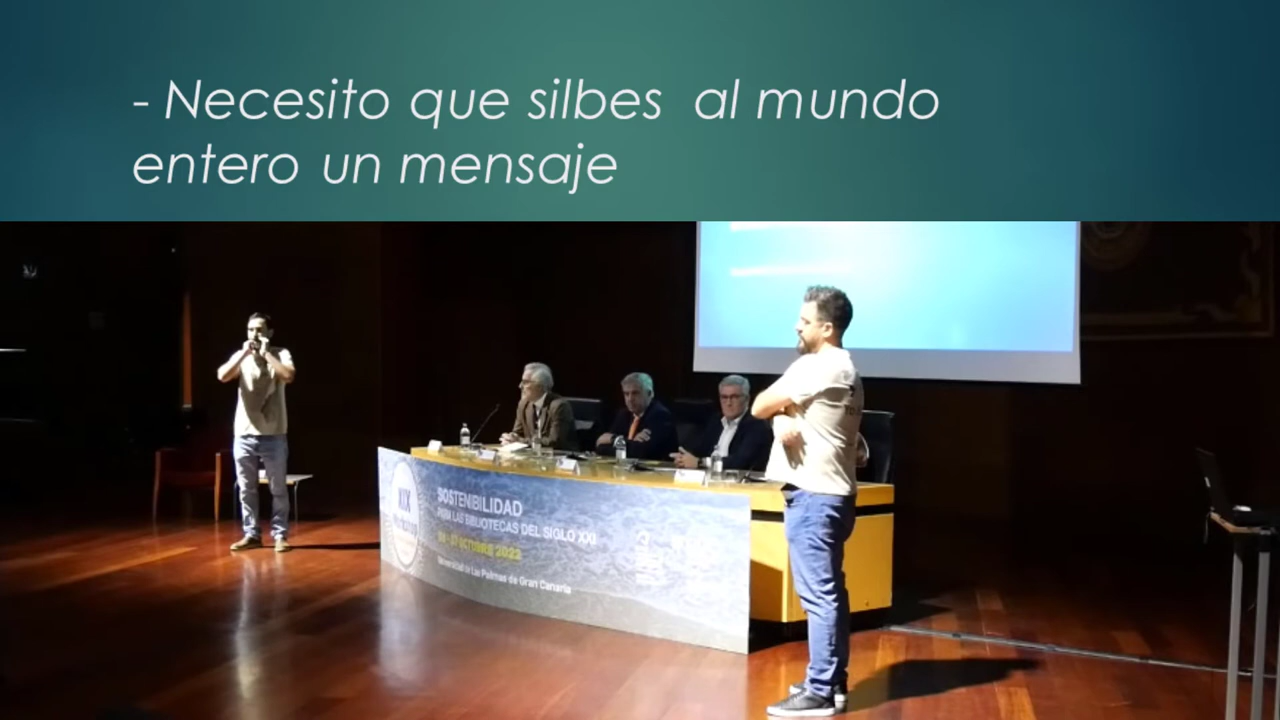 - Necesito que silbes al mundo
entero un mensaje
XIX
SOSTENIBILIDAD
PARA LAS BIBLIOTECAS DEL SIGLO XXI
OCTUBRE 2022
Universidad de Las Palmas de Gran Canaria